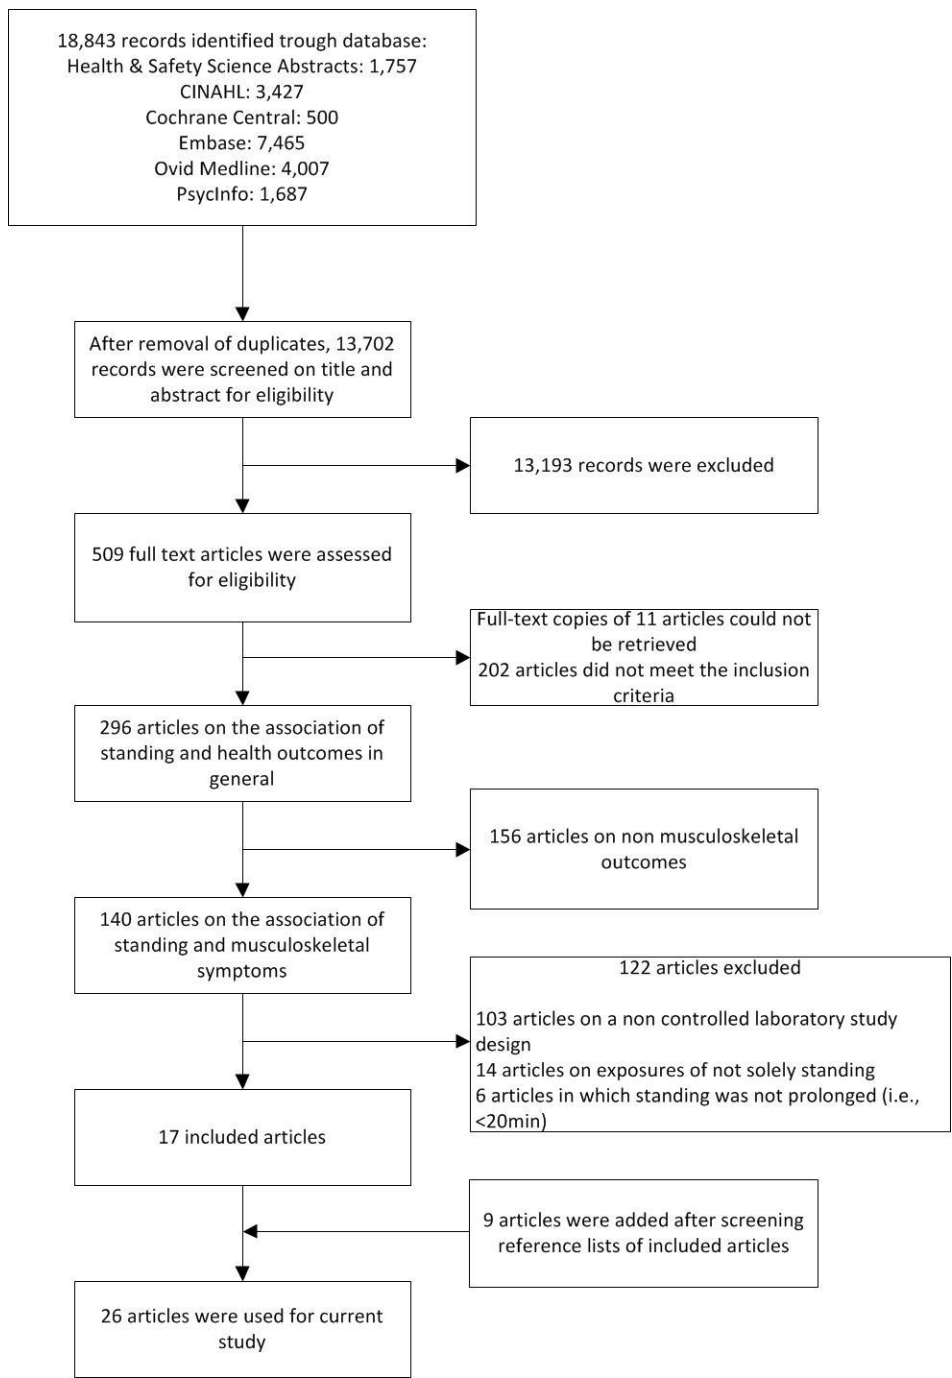 18,843 records identified trough database:
Health & Safety Science Abstracts: 1,757
CINAHL: 3,427
Cochrane Central: 500
Embase: 7,465
Ovid Medline: 4,007
PsycInfo: 1,687
After removal of duplicates, 13,702
records were screened on title and
abstract for eligibility
13,193 records were excluded
509 full text articles were assessed
for eligibility
Full-text copies of 11 articles could not
be retrieved
202 articles did not meet the inclusion
criteria
296 articles on the association of
standing and health outcomes in
general
156 articles on non musculoskeletal
outcomes
140 articles on the association of
standing and musculoskeletal
symptoms
122 articles excluded
103 articles on a non controlled laboratory study
design
14 articles on exposures of not solely standing
6 articles in which standing was not prolonged (i.e.,
<20min)
17 included articles
9 articles were added after screening
reference lists of included articles
26 articles were used for current
study